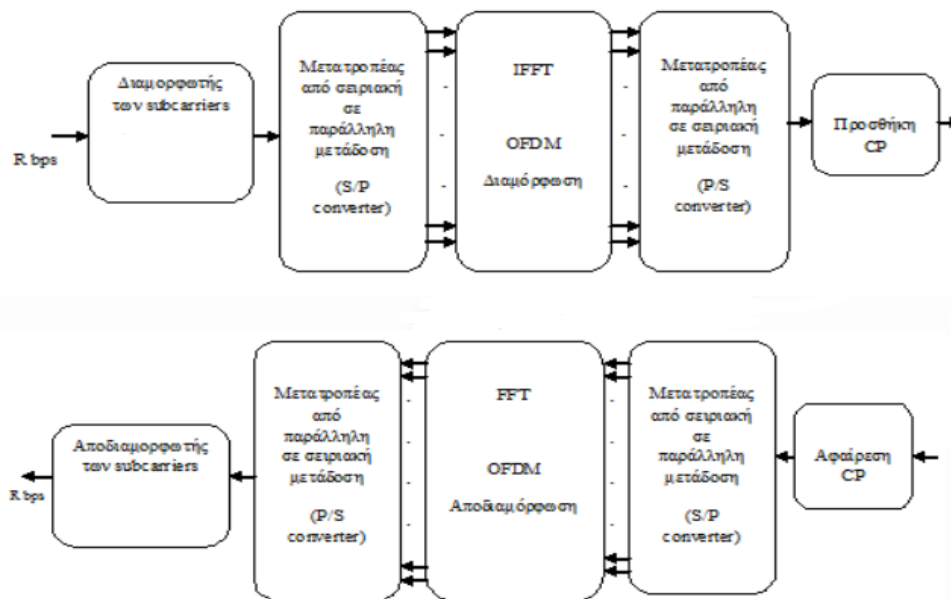 Διαμορφωτής
των subcarriers
R bps
Μετατροπέας
από σειριακή
σε
παράλληλη
μετάδοση
(S/P
converter)
IFFT
OFDM
Διαμόρφωση
Μετατροπέας
από
παράλληλη
σε σειριακή
μετάδοση
(P/S
converter)
Προσθήκη
CP
Αποδιαμορφωτής
των subcarriers
R bps
Μετατροπέας
από
παράλληλη
σε σειριακή
μετάδοση
(P/S
converter)
FFT
OFDM
Αποδιαμόρφωση
Μετατροπέας
από σειριακή
σε
παράλληλη
μετάδοση
(S/P
converter)
Αφαίρεση
CP